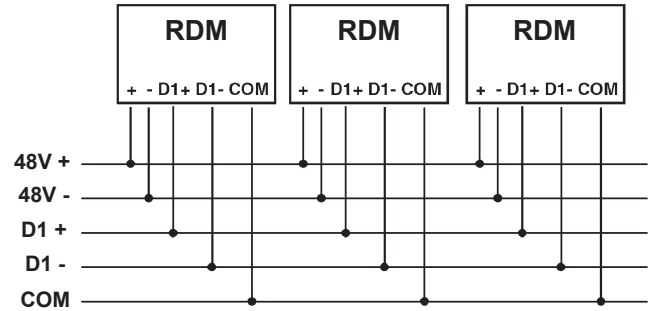 RDM RDM RDM
+ - D1+ D1- COM + - D1+ D1- COM + - D1+ D1- COM
48V +
48V -
D1 +
D1 -
COM